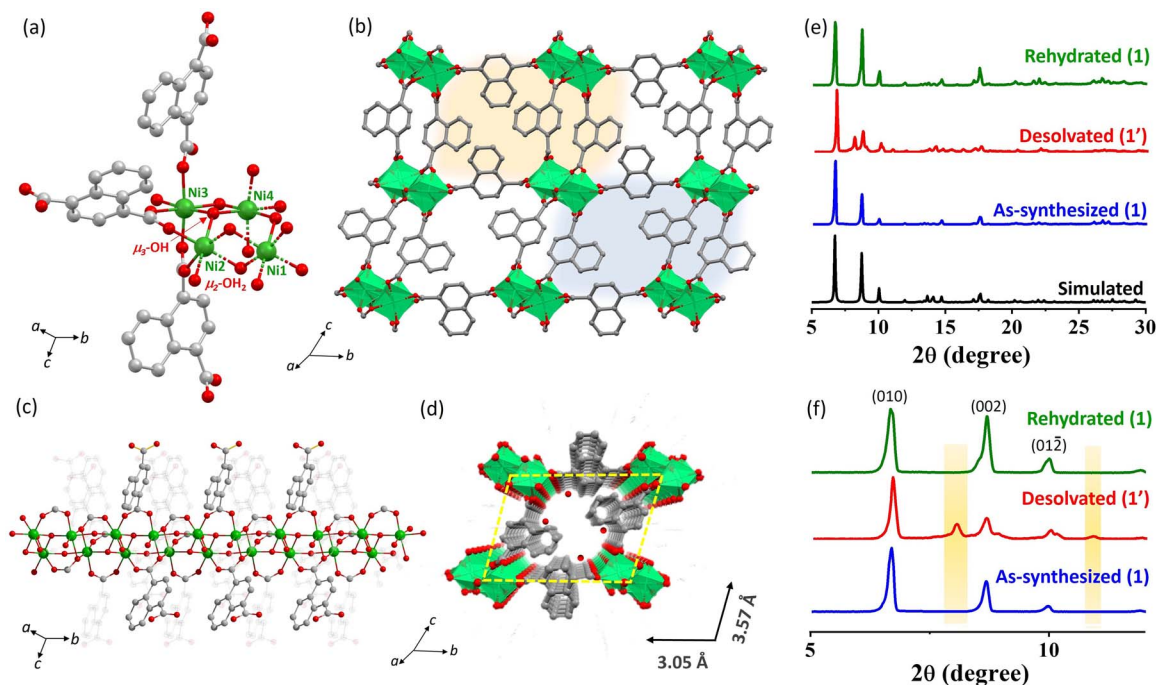 (a)
Ni3
Ni4
μ₃-OH
Ni2
Ni1
μ₂-OH₂
a
b
c
(b)
c
a
b
(c)
a
b
c
(d)
c
a
b
3.05 Å
3.57 Å
(e)
Rehydrated (1)
Desolvated (1')
As-synthesized (1)
Simulated
5 10 15 20 25 30
2θ (degree)
(f)
(010)
(002)
(012̄)
Rehydrated (1)
Desolvated (1')
As-synthesized (1)
10
2θ (degree)